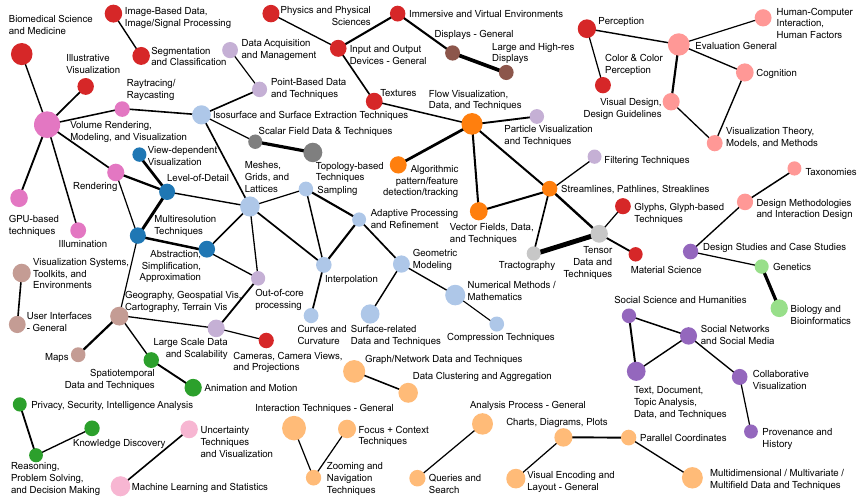 Biomedical Science
and Medicine
Image-Based Data,
Image/Signal Processing
Physics and Physical
Sciences
Immersive and Virtual Environments
Perception
Human-Computer
Interaction,
Human Factors
Illustrative
Visualization
Segmentation
and Classification
Data Acquisition
and Management
Input and Output
Devices - General
Displays - General
Large and High-res
Displays
Color & Color
Perception
Evaluation General
Cognition
Raytracing/
Raycasting
Point-Based Data
and Techniques
Textures
Flow Visualization,
Data, and Techniques
Visual Design,
Design Guidelines
Volume Rendering,
Modeling, and Visualization
Isosurface and Surface Extraction Techniques
Scalar Field Data & Techniques
Particle Visualization
and Techniques
Visualization Theory,
Models, and Methods
View-dependent
Visualization
Meshes,
Grids, and
Lattices
Topology-based
Techniques
Algorithmic
pattern/feature
detection/tracking
Filtering Techniques
Taxonomies
Rendering
Level-of-Detail
Sampling
Streamlines, Pathlines, Streaklines
GPU-based
techniques
Illumination
Multiresolution
Techniques
Adaptive Processing
and Refinement
Vector Fields, Data,
and Techniques
Glyphs, Glyph-based
Techniques
Design Methodologies
and Interaction Design
Abstraction,
Simplification,
Approximation
Interpolation
Geometric
Modeling
Tractography
Tensor
Data and
Techniques
Material Science
Design Studies and Case Studies
Genetics
Visualization Systems,
Toolkits, and
Environments
Geography, Geospatial Vis,
Cartography, Terrain Vis
Out-of-core
processing
Numerical Methods /
Mathematics
Social Science and Humanities
Biology and
Bioinformatics
User Interfaces
- General
Large Scale Data
and Scalability
Curves and
Curvature
Surface-related
Data and Techniques
Compression Techniques
Social Networks
and Social Media
Maps
Cameras, Camera Views,
and Projections
Graph/Network Data and Techniques
Spatiotemporal
Data and Techniques
Animation and Motion
Data Clustering and Aggregation
Text, Document,
Topic Analysis,
Data, and Techniques
Collaborative
Visualization
Privacy, Security, Intelligence Analysis
Interaction Techniques - General
Analysis Process - General
Charts, Diagrams, Plots
Knowledge Discovery
Uncertainty
Techniques
and Visualization
Focus + Context
Techniques
Parallel Coordinates
Provenance and
History
Reasoning,
Problem Solving,
and Decision Making
Machine Learning and Statistics
Zooming and
Navigation
Techniques
Queries and
Search
Visual Encoding and
Layout - General
Multidimensional / Multivariate /
Multifield Data and Techniques